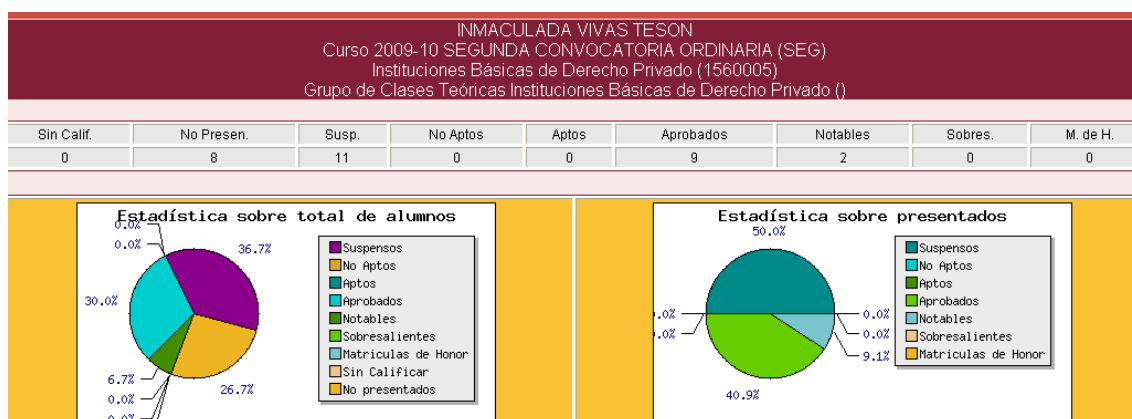 INMACULADA VIVAS TESON
Curso 2009-10 SEGUNDA CONVOCATORIA ORDINARIA (SEG)
Instituciones Básicas de Derecho Privado (1560005)
Grupo de Clases Teóricas Instituciones Básicas de Derecho Privado ()
Sin Calif. No Presen. Susp. No Aptos Aptos Aprobados Notables Sobres. M. de H.
0 8 11 0 0 9 2 0 0
Estadística sobre total de alumnos
0.0%
0.0%
36.7%
30.0%
6.7%
0.0%
0.0%
26.7%
Suspensos
No Aptos
Aptos
Aprobados
Notables
Sobresalientes
Matriculas de Honor
Sin Calificar
No presentados
Estadística sobre presentados
50.0%
.0%
.0%
0.0%
0.0%
9.1%
40.9%
Suspensos
No Aptos
Aptos
Aprobados
Notables
Sobresalientes
Matriculas de Honor